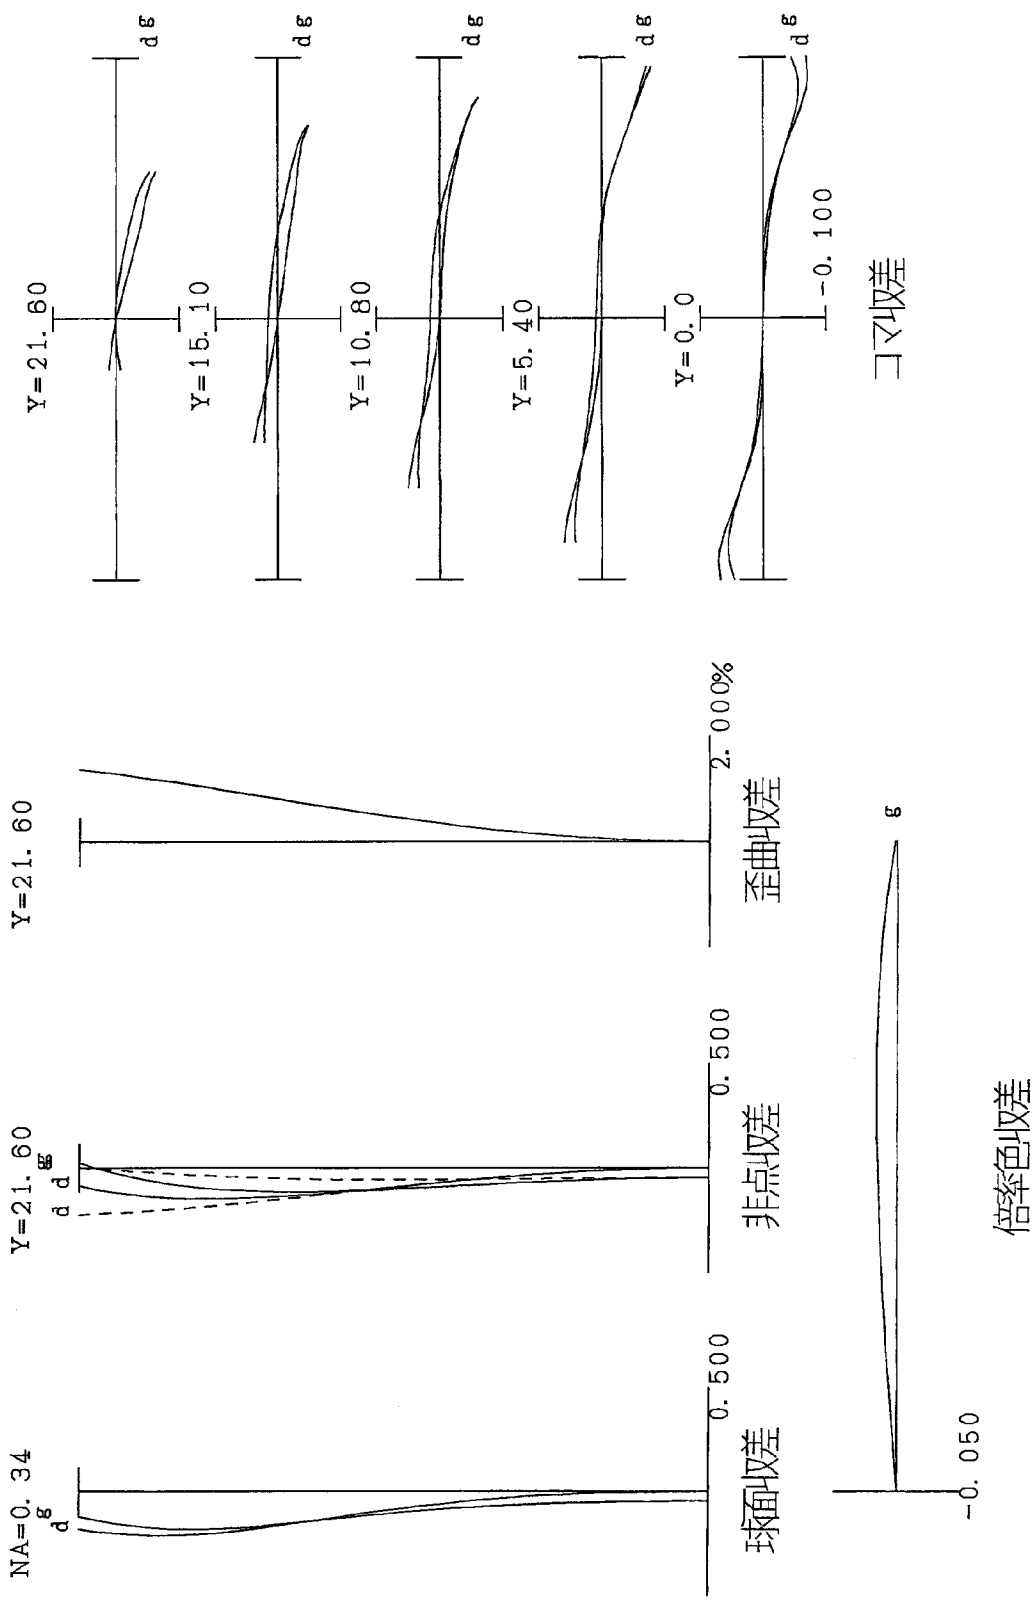 NA=0.34
g
d
0.500
球面収差
Y=21.60
g
d
d
0.500
非点収差
Y=21.60
2.000%
歪曲収差
Y=21.60
d g
Y=15.10
d g
Y=10.80
d g
Y=5.40
d g
Y=0.0
d g
-0.100
コマ収差
g
-0.050
倍率色収差